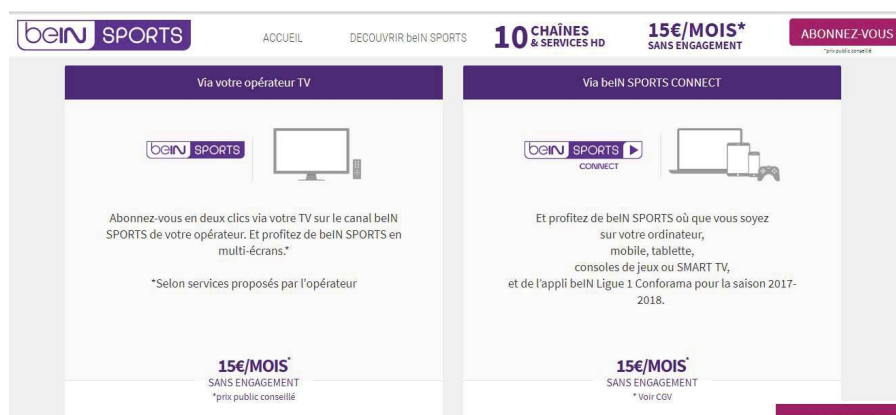 beIN SPORTS
ACCUEIL
DECOUVRIR beIN SPORTS
10 CHAÎNES
& SERVICES HD
15€/MOIS*
SANS ENGAGEMENT
ABONNEZ-VOUS
*prix public conseillé
Via votre opérateur TV
beIN SPORTS
Abonnez-vous en deux clics via votre TV sur le canal beIN
SPORTS de votre opérateur. Et profitez de beIN SPORTS en
multi-écrans.*
*Selon services proposés par l'opérateur
15€/MOIS*
SANS ENGAGEMENT
*prix public conseillé
Via beIN SPORTS CONNECT
beIN SPORTS
CONNECT
Et profitez de beIN SPORTS où que vous soyez
sur votre ordinateur,
mobile, tablette,
consoles de jeux ou SMART TV,
et de l'appli beIN Ligue 1 Conforama pour la saison 2017-
2018.
15€/MOIS*
SANS ENGAGEMENT
* Voir CGV